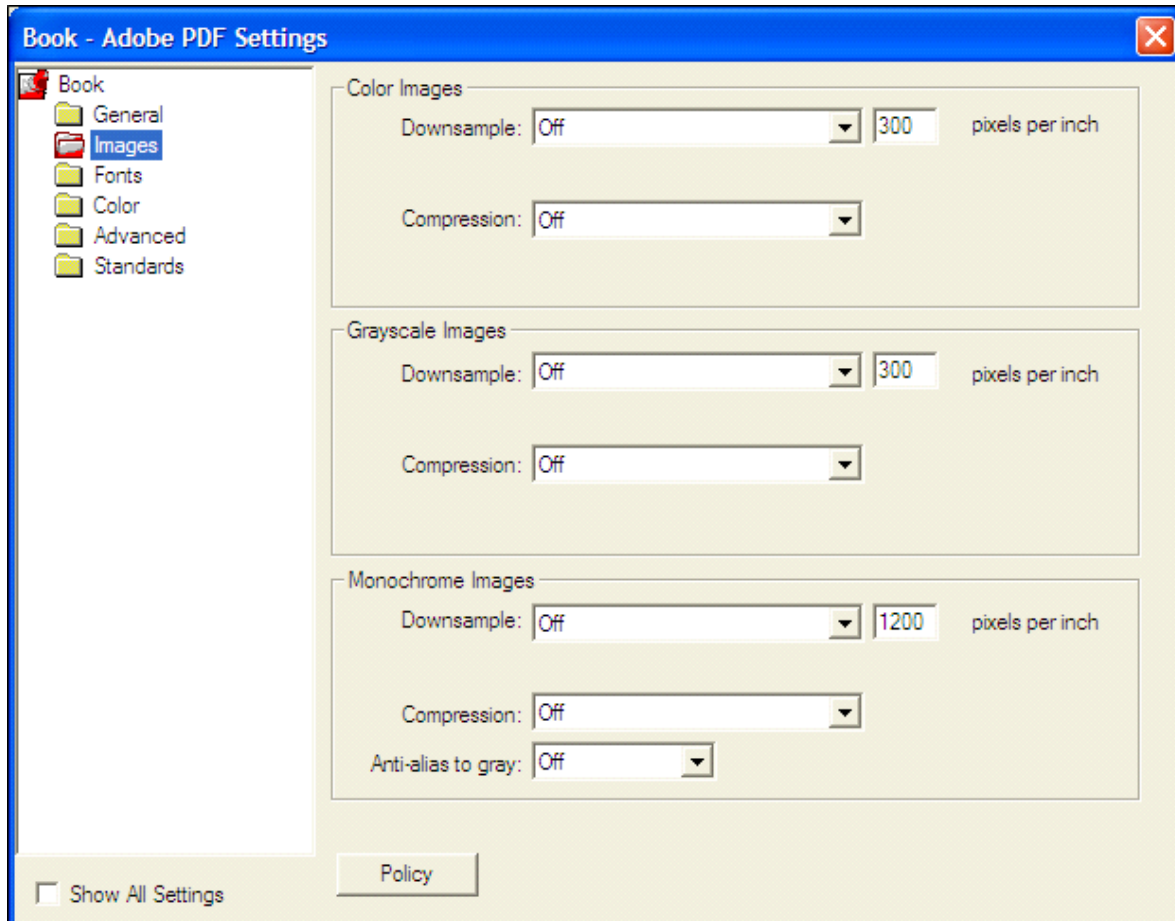 Book - Adobe PDF Settings
Book
General
Images
Fonts
Color
Advanced
Standards
Show All Settings
Color Images
Downsample: Off 300 pixels per inch
Compression: Off
Grayscale Images
Downsample: Off 300 pixels per inch
Compression: Off
Monochrome Images
Downsample: Off 1200 pixels per inch
Compression: Off
Anti-alias to gray: Off
Policy